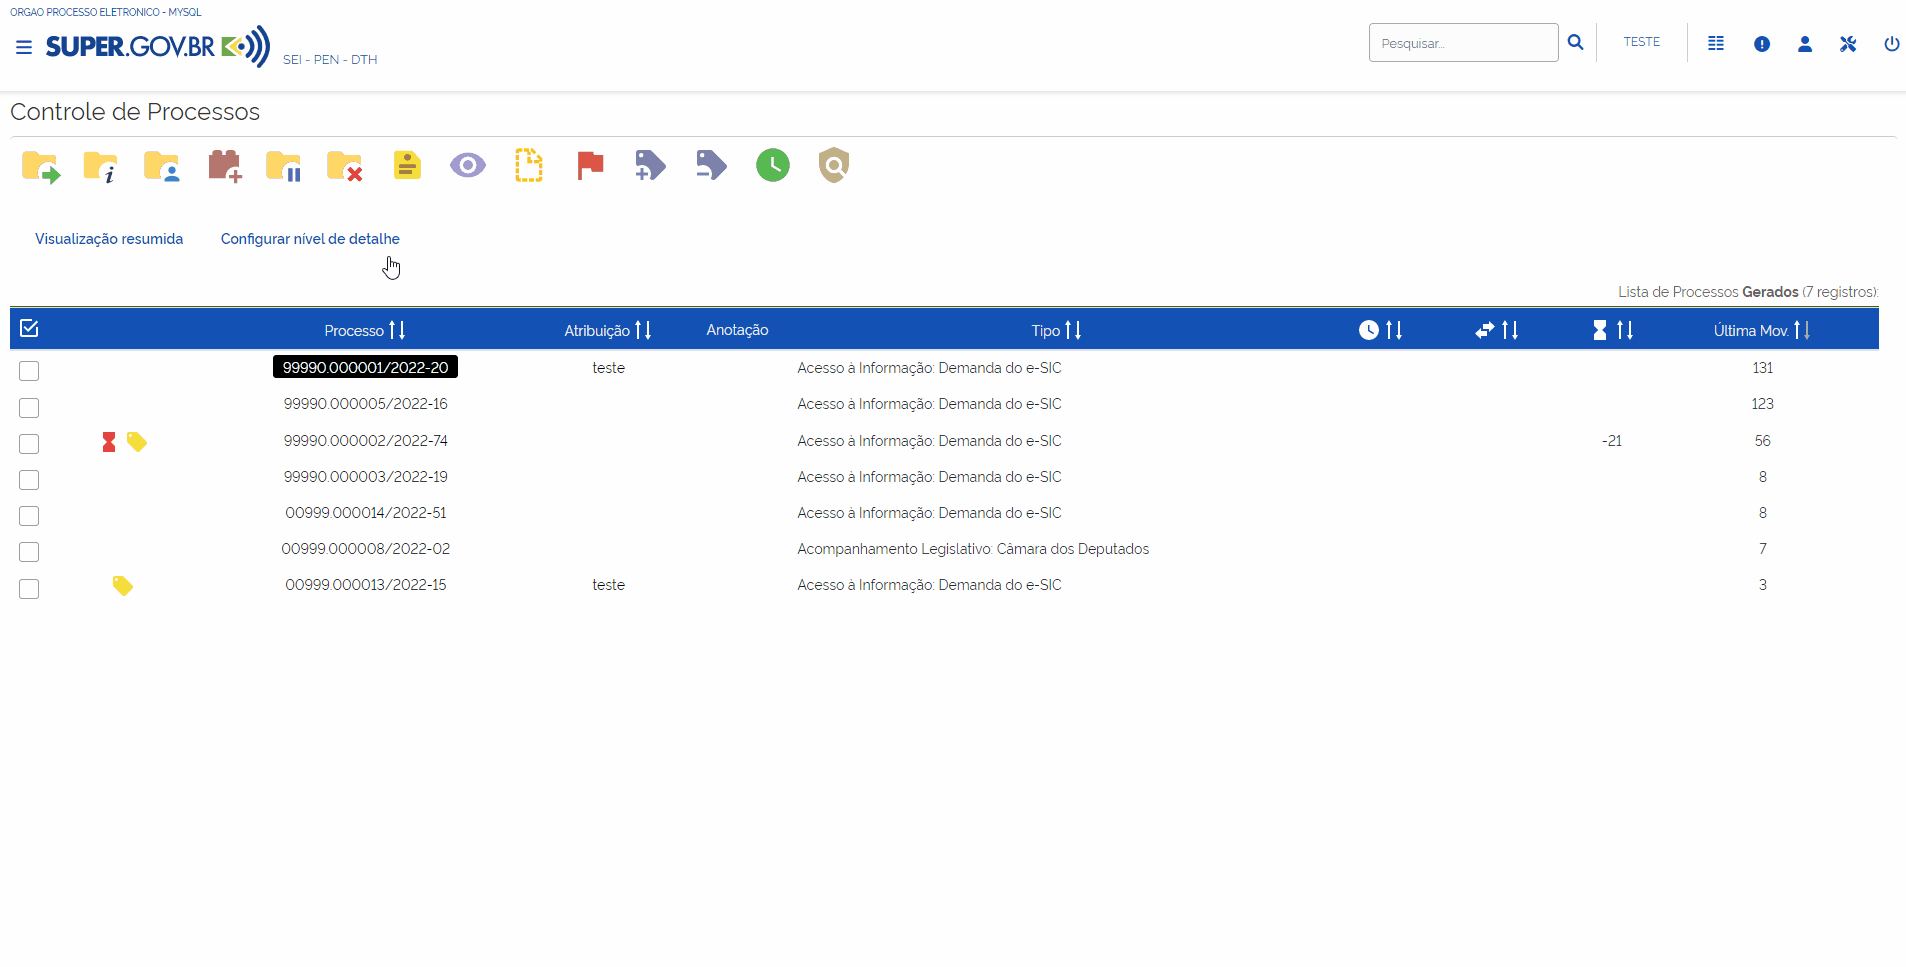 ORGAO PROCESSO ELETRONICO - MYSQL
SUPER.GOV.BR
SEI - PEN - DTH
Pesquisar...
TESTE
Controle de Processos
Visualização resumida Configurar nível de detalhe
Lista de Processos Gerados (7 registros):
Processo Atribuição Anotação Tipo Última Mov.
99990.000001/2022-20 teste Acesso à Informação: Demanda do e-SIC 131
99990.000005/2022-16 Acesso à Informação: Demanda do e-SIC 123
99990.000002/2022-74 Acesso à Informação: Demanda do e-SIC -21 56
99990.000003/2022-19 Acesso à Informação: Demanda do e-SIC 8
00999.000014/2022-51 Acesso à Informação: Demanda do e-SIC 8
00999.000008/2022-02 Acompanhamento Legislativo: Câmara dos Deputados 7
00999.000013/2022-15 teste Acesso à Informação: Demanda do e-SIC 3